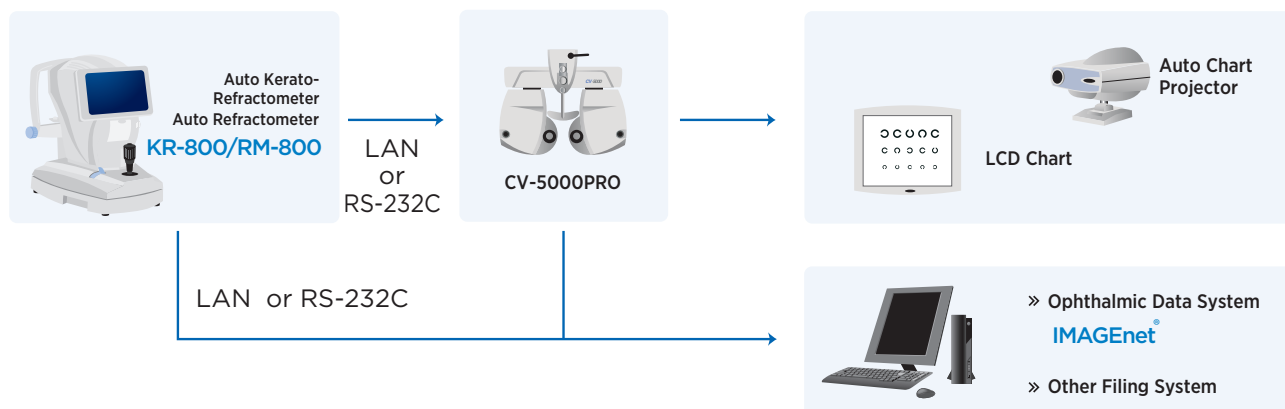 Auto Kerato-
Refractometer
Auto Refractometer
KR-800/RM-800
LAN
or
RS-232C
CV-5000PRO
Auto Chart
Projector
LCD Chart
LAN or RS-232C
» Ophthalmic Data System
IMAGEnet®
» Other Filing System